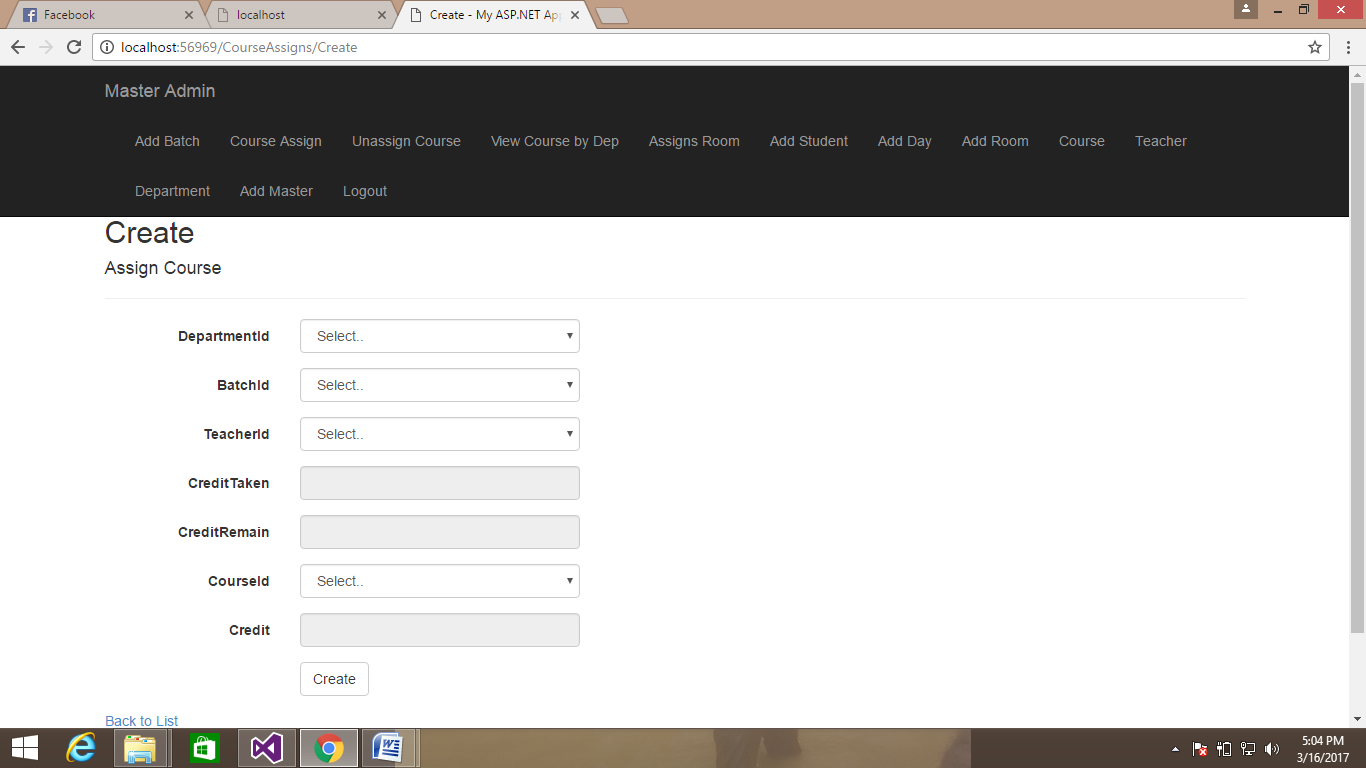 Facebook
localhost
Create - My ASP.NET App
localhost:56969/CourseAssigns/Create
Master Admin
Add Batch Course Assign Unassign Course View Course by Dep Assigns Room Add Student Add Day Add Room Course Teacher
Department Add Master Logout
Create
Assign Course
DepartmentId Select..
BatchId Select..
TeacherId Select..
CreditTaken
CreditRemain
CourseId Select..
Credit
Create
Back to List
5:04 PM
3/16/2017